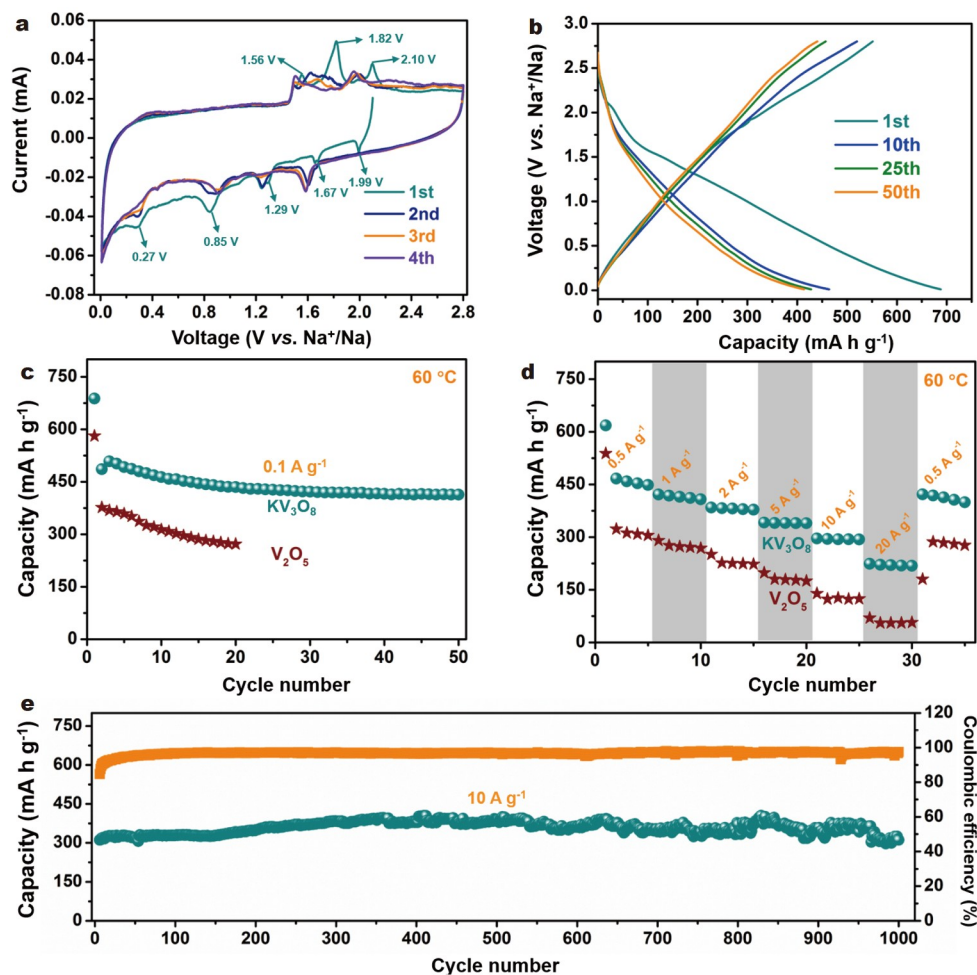 a
0.06
0.04
0.02
0.00
-0.02
-0.04
-0.06
-0.08
Current (mA)
1.56 V
1.82 V
2.10 V
1.99 V
1.67 V
1.29 V
0.85 V
0.27 V
1st
2nd
3rd
4th
0.0 0.4 0.8 1.2 1.6 2.0 2.4 2.8
Voltage (V vs. Na⁺/Na)
b
3.0
2.5
2.0
1.5
1.0
0.5
0.0
Voltage (V vs. Na⁺/Na)
1st
10th
25th
50th
0 100 200 300 400 500 600 700
Capacity (mA h g⁻¹)
c
750
600
450
300
150
0
Capacity (mA h g⁻¹)
60 °C
0.1 A g⁻¹
KV₃O₈
V₂O₅
0 10 20 30 40 50
Cycle number
d
750
600
450
300
150
0
Capacity (mA h g⁻¹)
60 °C
0.5 A g⁻¹
1 A g⁻¹
2 A g⁻¹
5 A g⁻¹
10 A g⁻¹
20 A g⁻¹
0.5 A g⁻¹
KV₃O₈
V₂O₅
0 10 20 30
Cycle number
e
750
600
450
300
150
0
Capacity (mA h g⁻¹)
10 A g⁻¹
120
100
80
60
40
20
0
Coulombic efficiency (%)
0 100 200 300 400 500 600 700 800 900 1000
Cycle number